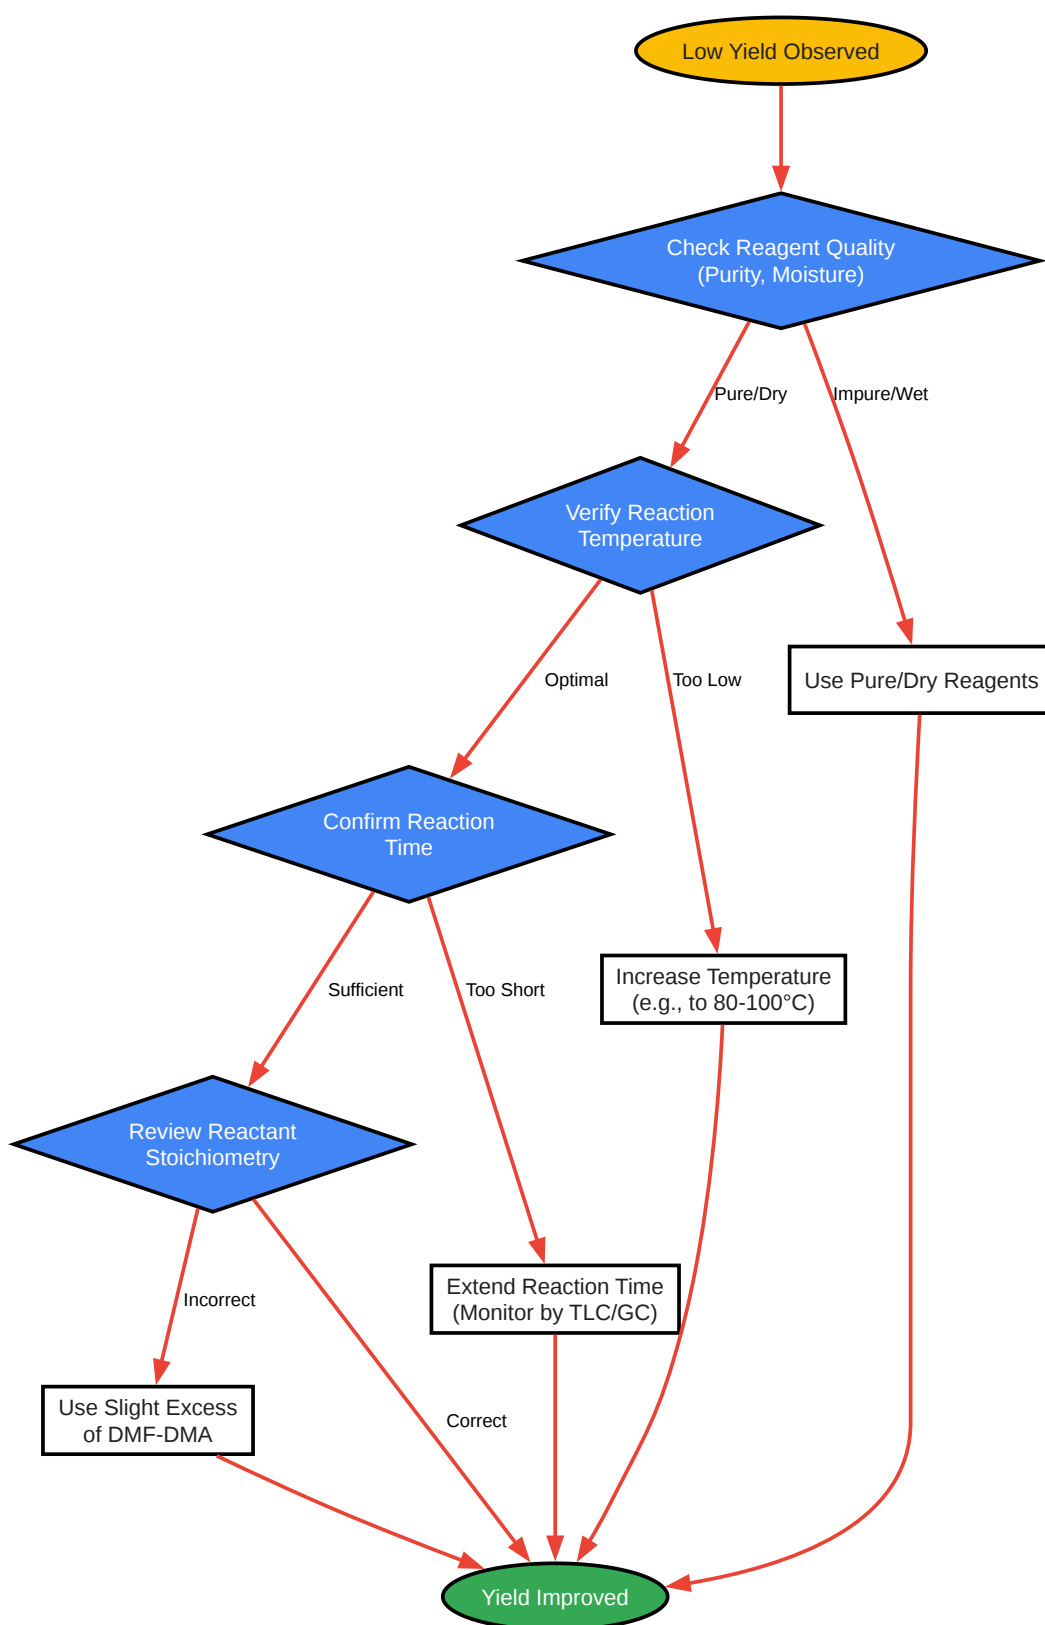 Low Yield Observed
Check Reagent Quality
(Purity, Moisture)
Pure/Dry
Impure/Wet
Verify Reaction
Temperature
Optimal
Too Low
Use Pure/Dry Reagents
Confirm Reaction
Time
Sufficient
Too Short
Increase Temperature
(e.g., to 80-100°C)
Review Reactant
Stoichiometry
Incorrect
Extend Reaction Time
(Monitor by TLC/GC)
Use Slight Excess
of DMF-DMA
Correct
Yield Improved